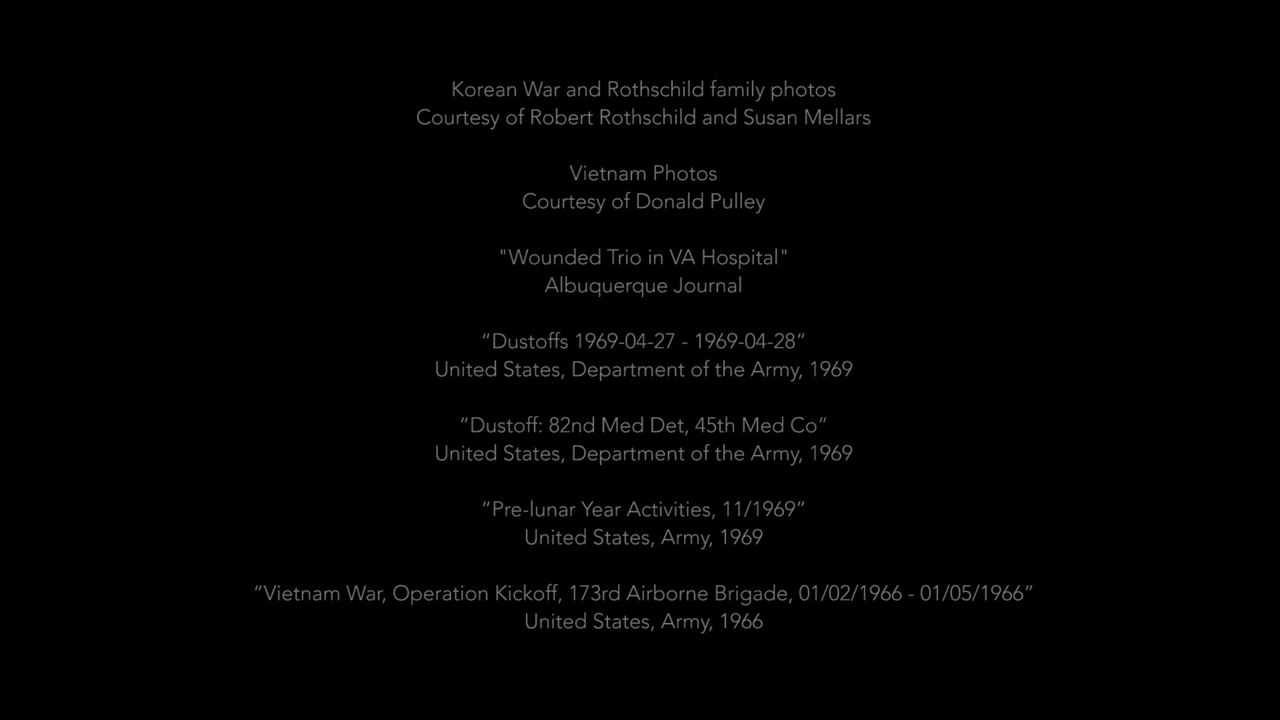 Korean War and Rothschild family photos
Courtesy of Robert Rothschild and Susan Mellars
Vietnam Photos
Courtesy of Donald Pulley
"Wounded Trio in VA Hospital"
Albuquerque Journal
“Dustoffs 1969-04-27 - 1969-04-28”
United States, Department of the Army, 1969
“Dustoff: 82nd Med Det, 45th Med Co”
United States, Department of the Army, 1969
“Pre-lunar Year Activities, 11/1969”
United States, Army, 1969
“Vietnam War, Operation Kickoff, 173rd Airborne Brigade, 01/02/1966 - 01/05/1966”
United States, Army, 1966